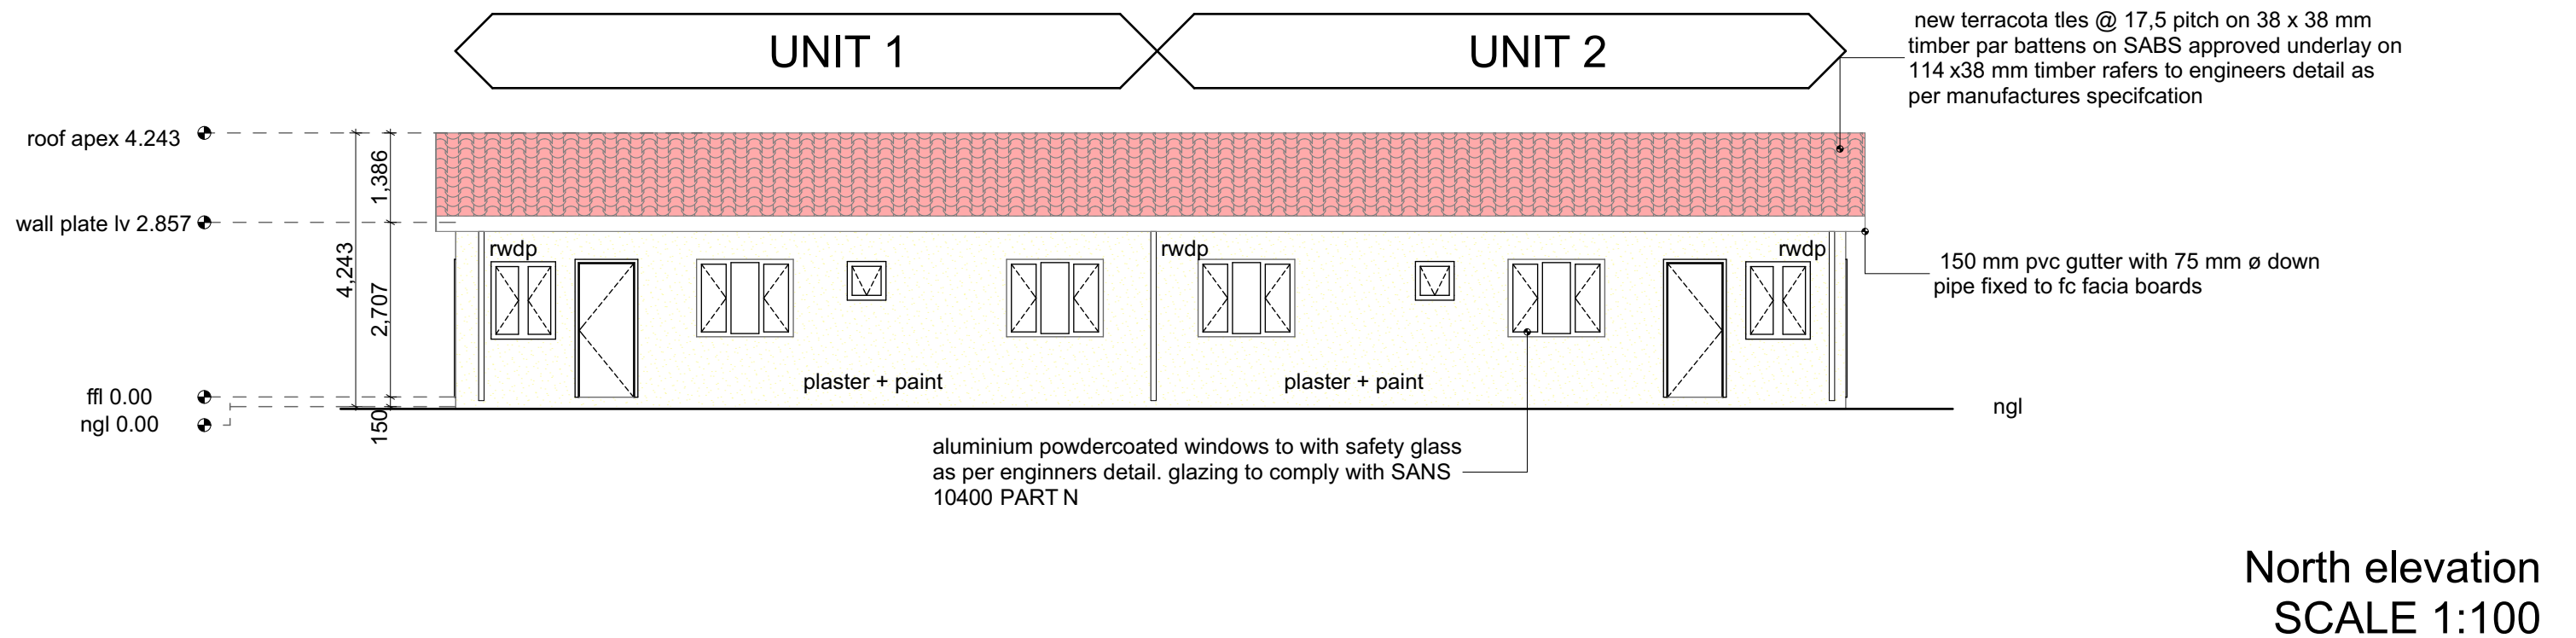 UNIT 1
UNIT 2
new terracota tles @ 17,5 pitch on 38 x 38 mm
timber par battens on SABS approved underlay on
114 x38 mm timber rafers to engineers detail as
per manufactures specifcation
roof apex 4.243
1,386
wall plate lv 2.857
4,243
2,707
rwdp
rwdp
rwdp
150 mm pvc gutter with 75 mm ø down
pipe fixed to fc facia boards
plaster + paint
plaster + paint
ffl 0.00
ngl 0.00
150
ngl
aluminium powdercoated windows to with safety glass
as per enginners detail. glazing to comply with SANS
10400 PART N
North elevation
SCALE 1:100